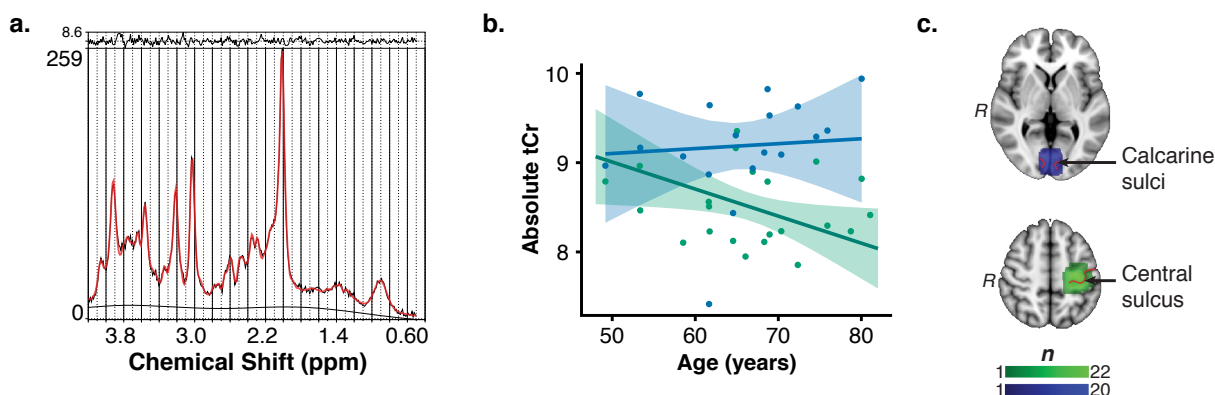 a.
8.6
259
0
3.8 3.0 2.2 1.4 0.60
Chemical Shift (ppm)
b.
Absolute tCr
10
9
8
50 60 70 80
Age (years)
c.
R
Calcarine
sulci
R
Central
sulcus
n
1 22
1 20